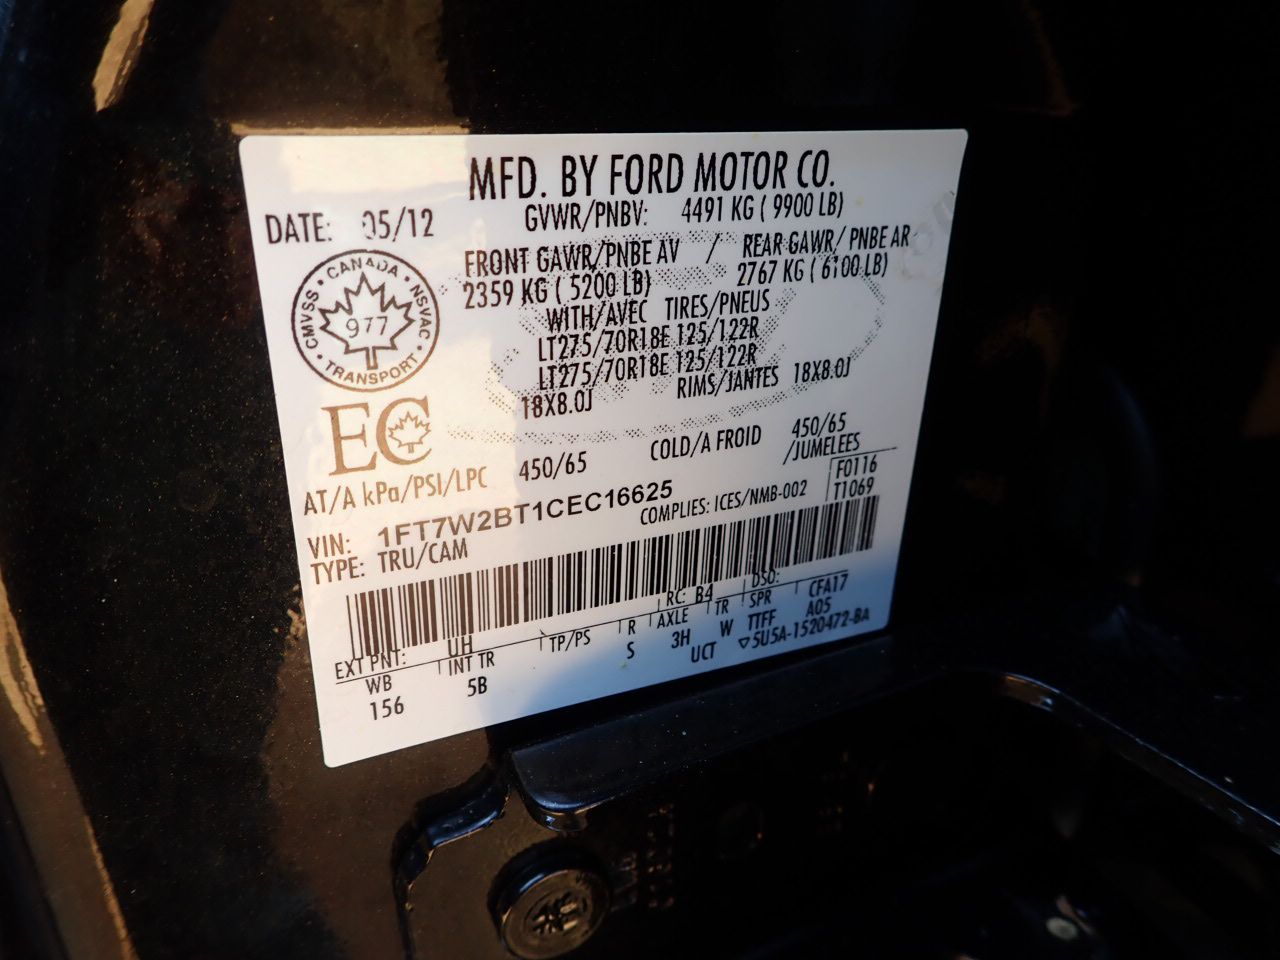 MFD. BY FORD MOTOR CO.
DATE: 05/12
GVWR/PNBV: 4491 KG ( 9900 LB)
FRONT GAWR/PNBE AV / REAR GAWR/ PNBE AR
2359 KG ( 5200 LB) 2767 KG ( 6100 LB)
WITH/AVEC TIRES/PNEUS
LT275/70R18E 125/122R
LT275/70R18E 125/122R
18X8.0J RIMS/JANTES 18X8.0J
CMVSS • CANADA • NSVAC • TRANSPORT •
977
EC
AT/A kPa/PSI/LPC 450/65 COLD/A FROID 450/65
/JUMELEES
VIN: 1FT7W2BT1CEC16625
COMPLIES: ICES/NMB-002
F0116
T1069
TYPE: TRU/CAM
EXT PNT: UH RC: B4 DSO:
WB INT TR TP/PS R AXLE TR SPR CFA17
156 5B S 3H W TTFF A05
UCT ▽5U5A-1520472-BA